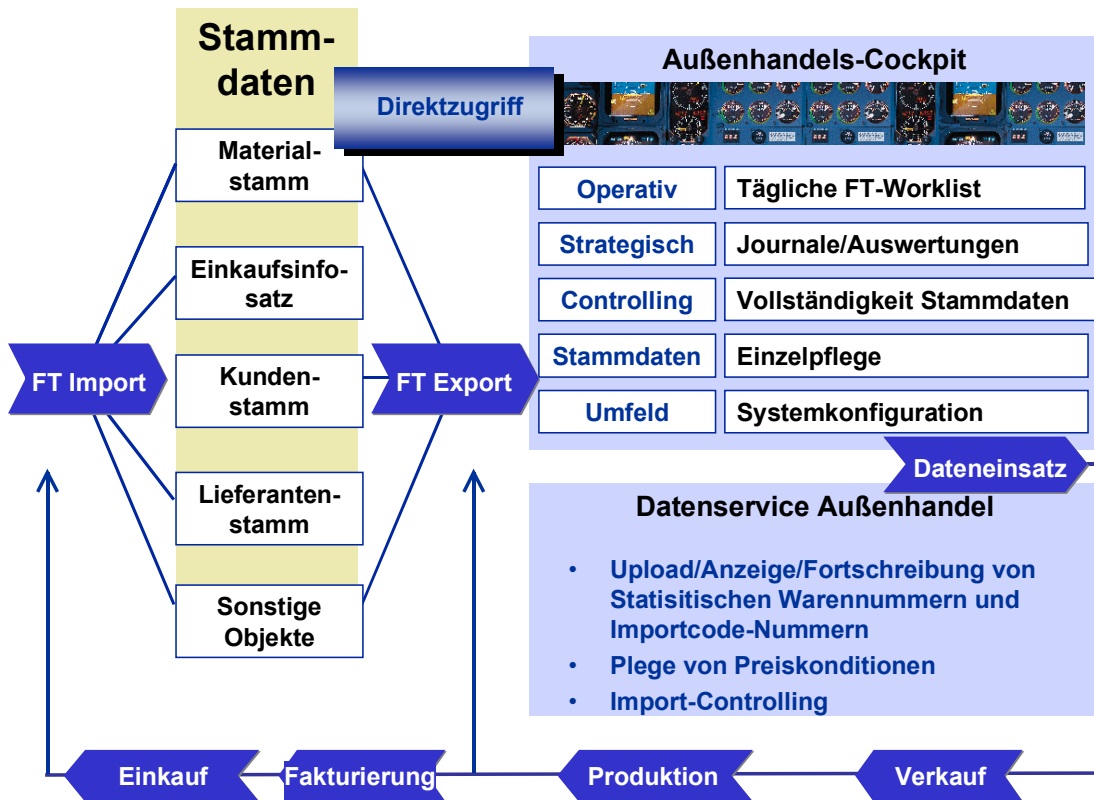 Stamm-
daten
Direktzugriff
Material-
stamm
Einkaufsinfo-
satz
Kunden-
stamm
Lieferanten-
stamm
Sonstige
Objekte
FT Import
FT Export
Außenhandels-Cockpit
Operativ
Tägliche FT-Worklist
Strategisch
Journale/Auswertungen
Controlling
Vollständigkeit Stammdaten
Stammdaten
Einzelpflege
Umfeld
Systemkonfiguration
Dateneinsatz
Datenservice Außenhandel
• Upload/Anzeige/Fortschreibung von
Statisitischen Warennummern und
Importcode-Nummern
• Plege von Preiskonditionen
• Import-Controlling
Einkauf
Fakturierung
Produktion
Verkauf